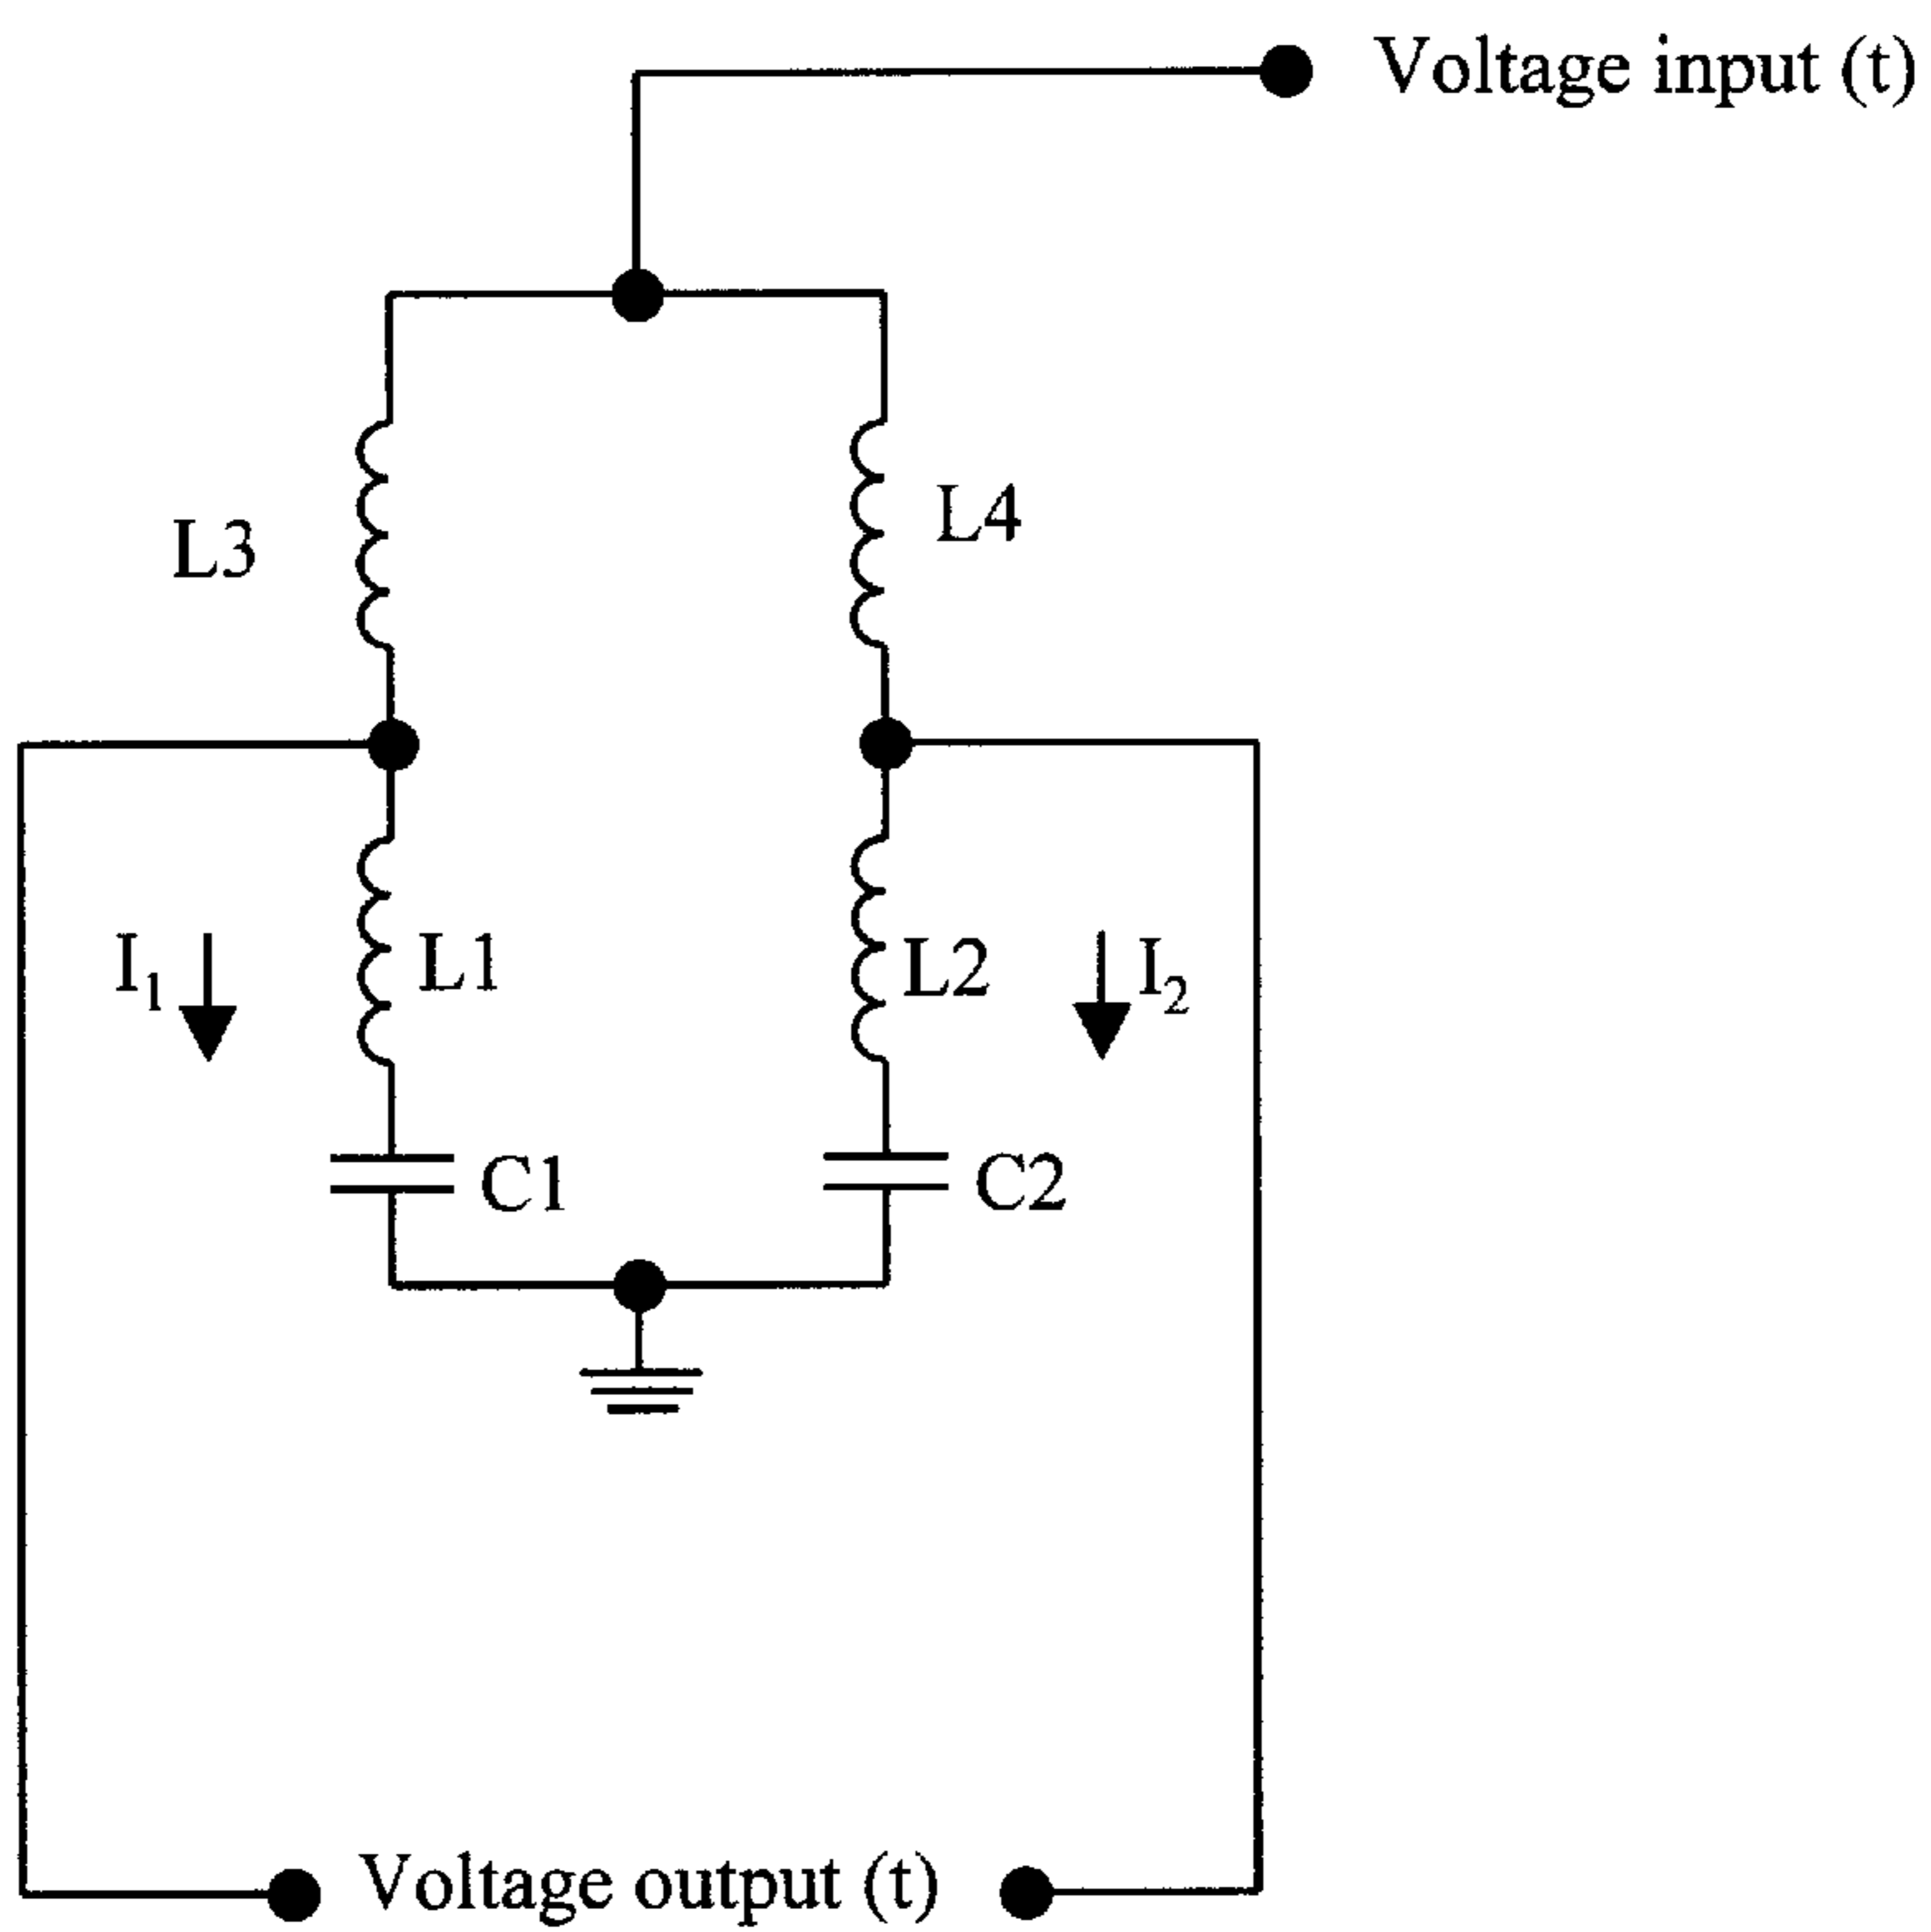 Voltage input (t)
L3
L4
I₁
L1
L2
I₂
C1
C2
Voltage output (t)